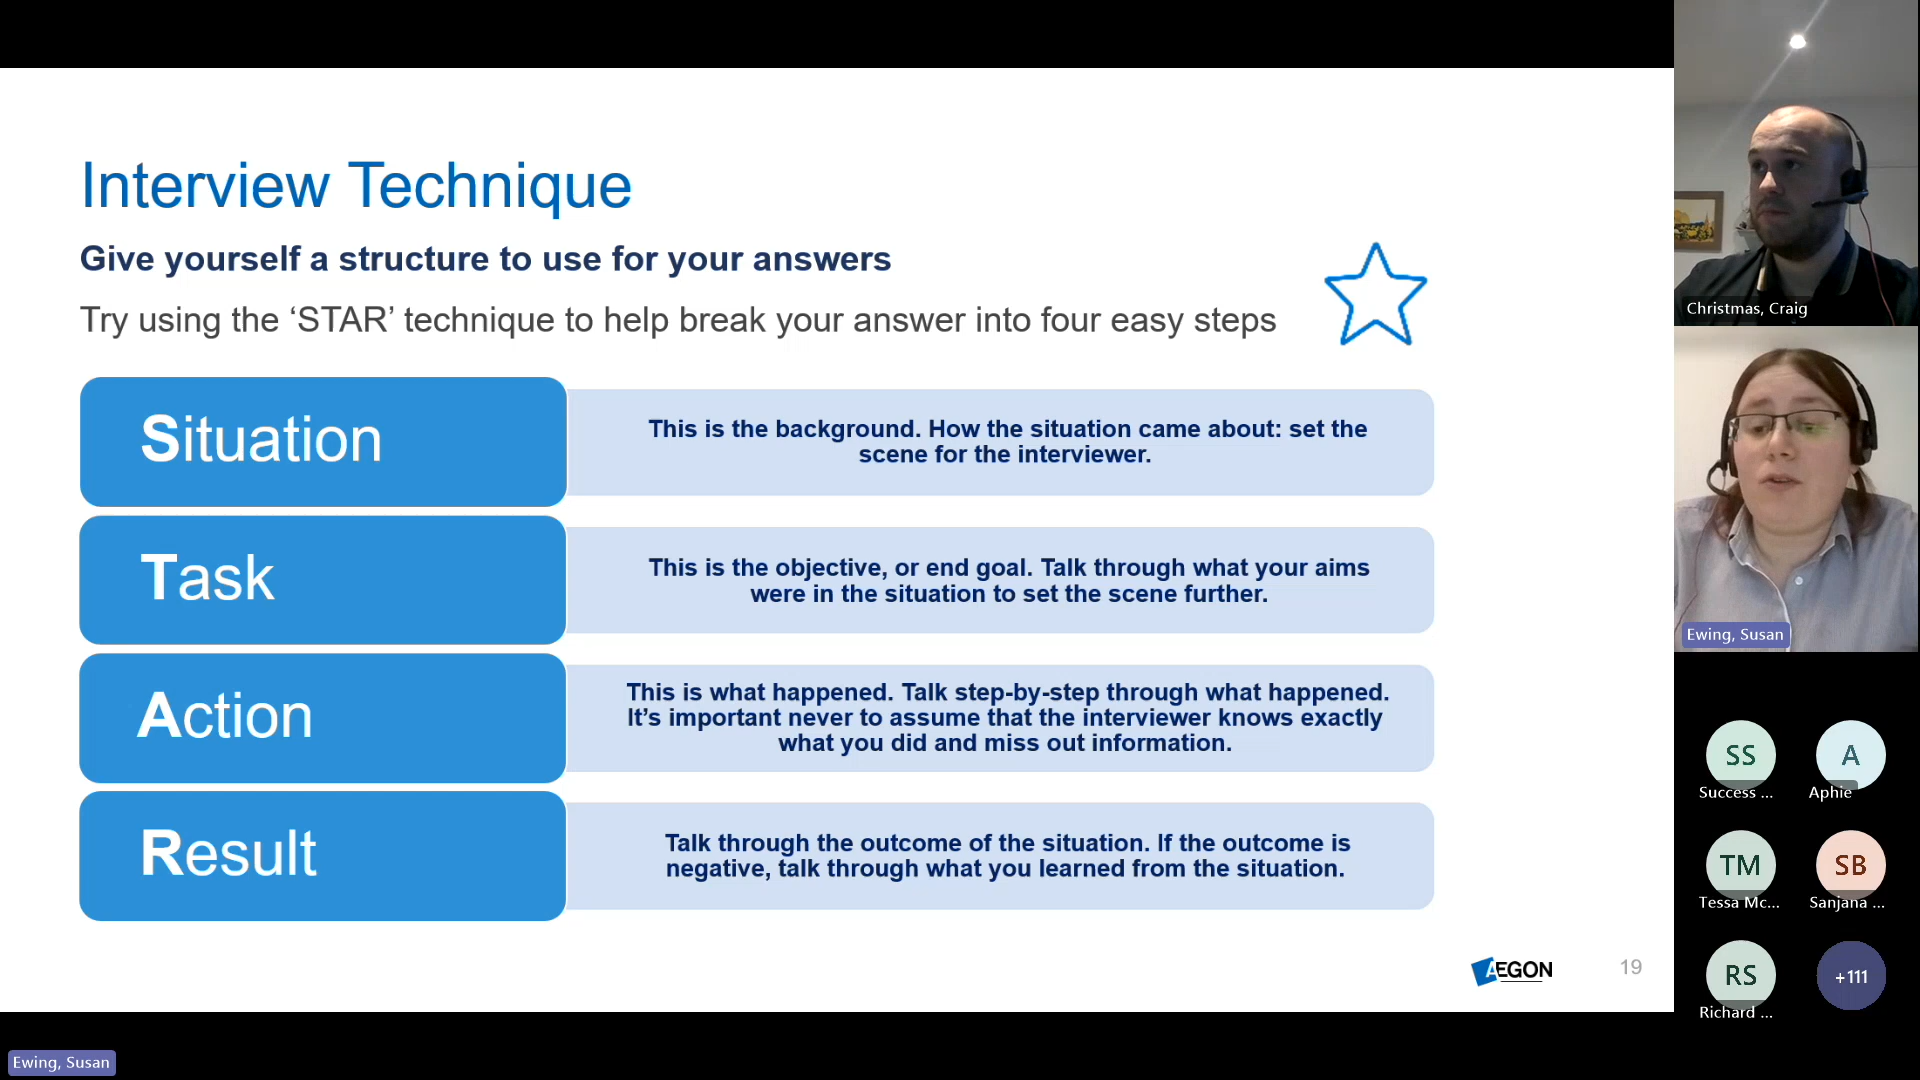 Interview Technique
Give yourself a structure to use for your answers
Try using the ‘STAR’ technique to help break your answer into four easy steps
Situation
This is the background. How the situation came about: set the
scene for the interviewer.
Task
This is the objective, or end goal. Talk through what your aims
were in the situation to set the scene further.
Action
This is what happened. Talk step-by-step through what happened.
It’s important never to assume that the interviewer knows exactly
what you did and miss out information.
Result
Talk through the outcome of the situation. If the outcome is
negative, talk through what you learned from the situation.
AEGON
19
Christmas, Craig
Ewing, Susan
SS
Success ...
A
Aphie
TM
Tessa Mc...
SB
Sanjana ...
RS
Richard ...
+111
Ewing, Susan